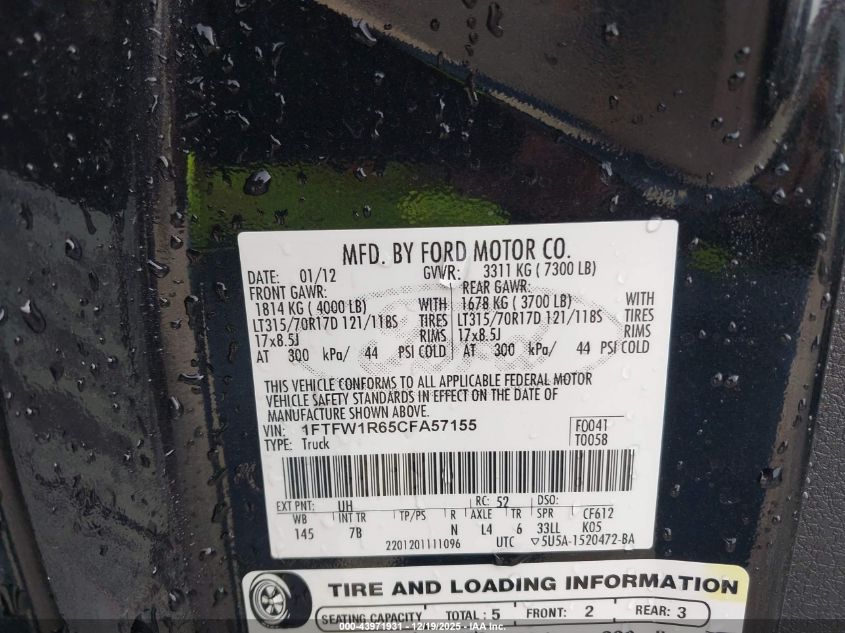 MFD. BY FORD MOTOR CO.
DATE: 01/12 GVWR: 3311 KG ( 7300 LB)
FRONT GAWR: REAR GAWR:
1814 KG ( 4000 LB) WITH 1678 KG ( 3700 LB) WITH
LT315/70R17D 121/118S TIRES LT315/70R17D 121/118S TIRES
17x8.5J RIMS 17x8.5J RIMS
AT 300 kPa/ 44 PSI COLD AT 300 kPa/ 44 PSI COLD
THIS VEHICLE CONFORMS TO ALL APPLICABLE FEDERAL MOTOR
VEHICLE SAFETY STANDARDS IN EFFECT ON THE DATE OF
MANUFACTURE SHOWN ABOVE.
VIN: 1FTFW1R65CFA57155 F0041
TYPE: Truck T0058
EXT PNT: UH RC: 52 DSO:
WB INT TR TP/PS R AXLE TR SPR CF612
145 7B N L4 6 33LL K05
2201201111096 UTC ▽5U5A-1520472-BA
TIRE AND LOADING INFORMATION
SEATING CAPACITY TOTAL : 5 FRONT: 2 REAR: 3
000-43971931 - 12/19/2025 - IAA Inc.